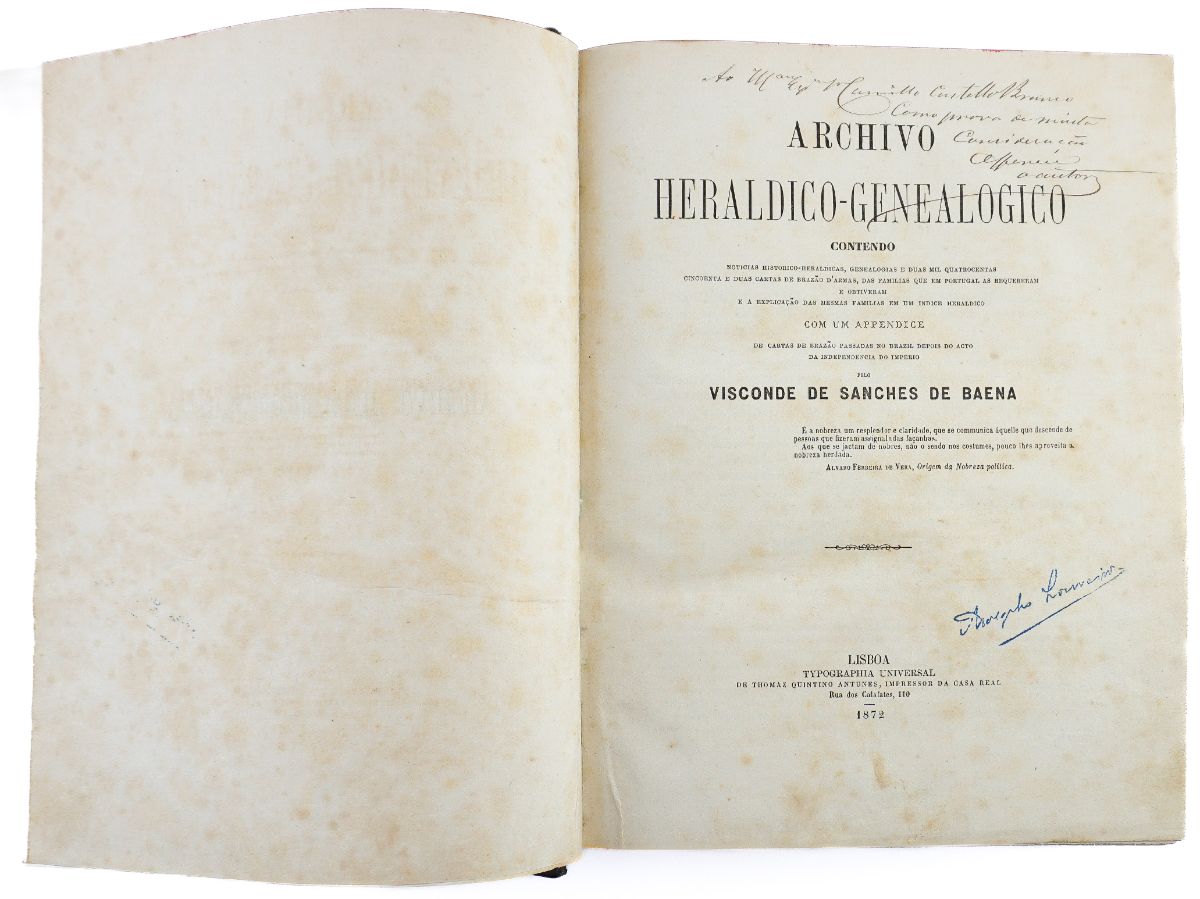 Ao Camillo Castello Branco
Como prova de muita
ARCHIVO
Consideração
Offerece
o autor
HERALDICO-GENEALOGICO
CONTENDO
NOTICIAS HISTORICO-HERALDICAS, GENEALOGIAS E DUAS MIL QUATROCENTAS
CINCOENTA E DUAS CARTAS DE BRAZÃO D'ARMAS, DAS FAMILIAS QUE EM PORTUGAL AS REQUERERAM
E OBTIVERAM
E A EXPLICAÇÃO DAS MESMAS FAMILIAS EM UM INDICE HERALDICO
COM UM APPENDICE
DE CARTAS DE BRAZÃO PASSADAS NO BRAZIL DEPOIS DO ACTO
DA INDEPENDENCIA DO IMPERIO
PELO
VISCONDE DE SANCHES DE BAENA
E a nobreza um resplendor e claridade, que se communica áquelle que descende de
pessoas que fizeram assignaladas façanhas.
Aos que se jactam de nobres, não o sendo nos costumes, pouco lhes aproveita a
nobreza herdada.
ALVARO FERREIRA DE VERA, Origem da Nobreza politica.
Loureiro
LISBOA
TYPOGRAPHIA UNIVERSAL
DE THOMAZ QUINTINO ANTUNES, IMPRESSOR DA CASA REAL
Rua dos Calafates, 110
1872